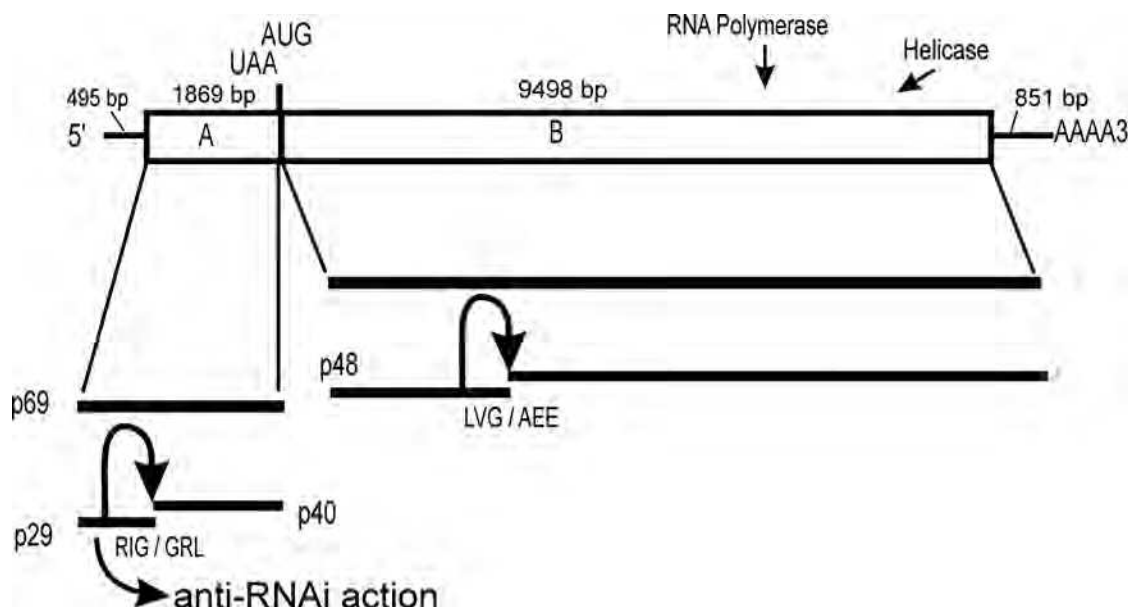 AUG
RNA Polymerase
Helicase
UAA
495 bp
1869 bp
9498 bp
851 bp
5'
A
B
AAAA3
p48
LVG / AEE
p69
p40
p29
RIG / GRL
anti-RNAi action